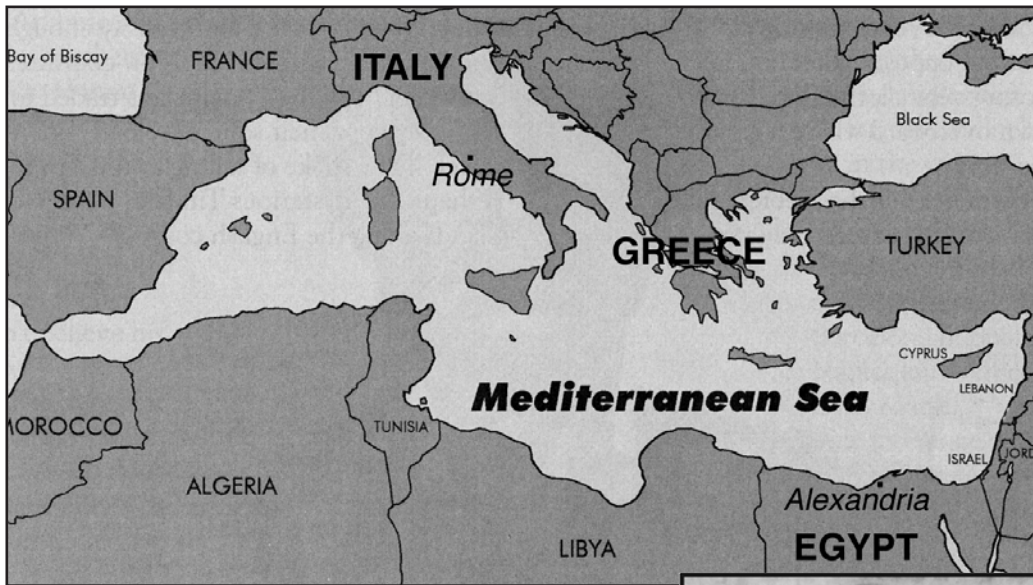 Bay of Biscay
FRANCE
ITALY
Black Sea
Rome
SPAIN
GREECE
TURKEY
CYPRUS
Mediterranean Sea
LEBANON
MOROCCO
TUNISIA
ISRAEL
JORD
ALGERIA
Alexandria
LIBYA
EGYPT